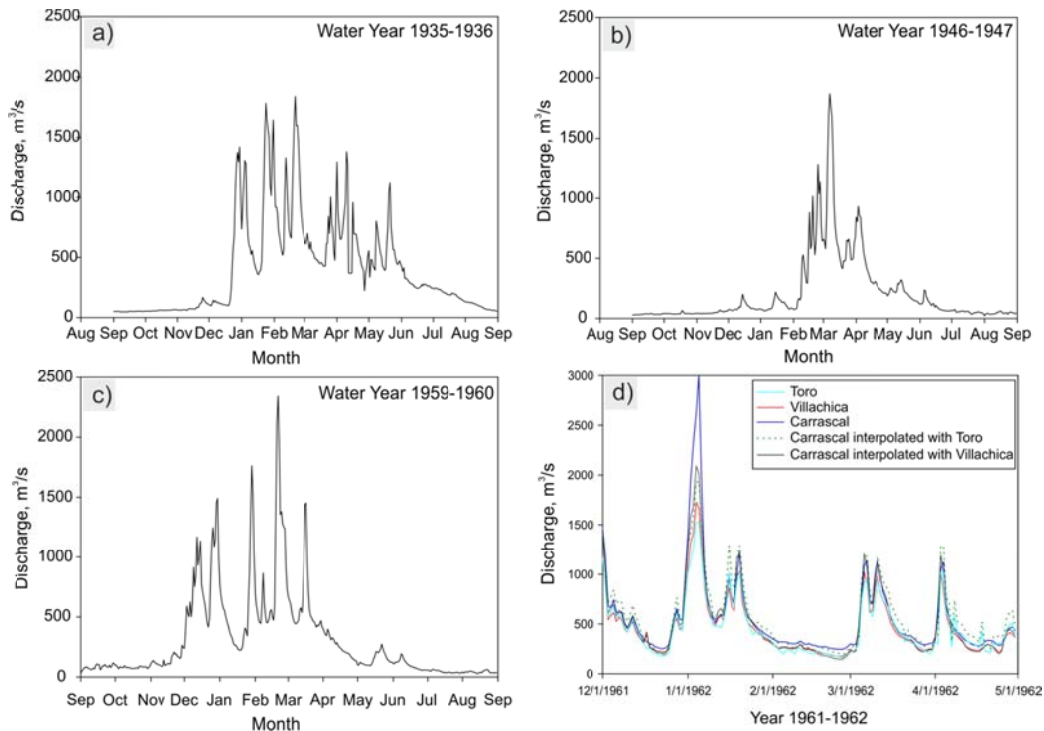 a)
Water Year 1935-1936
2500
2000
1500
1000
500
0
Discharge, m³/s
Aug Sep Oct Nov Dec Jan Feb Mar Apr May Jun Jul Aug Sep
Month
b)
Water Year 1946-1947
2500
2000
1500
1000
500
0
Discharge, m³/s
Aug Sep Oct Nov Dec Jan Feb Mar Apr May Jun Jul Aug Sep
Month
c)
Water Year 1959-1960
2500
2000
1500
1000
500
0
Discharge, m³/s
Sep Oct Nov Dec Jan Feb Mar Apr May Jun Jul Aug Sep
Month
d)
3000
2500
2000
1500
1000
500
0
Discharge, m³/s
Toro
Villachica
Carrascal
Carrascal interpolated with Toro
Carrascal interpolated with Villachica
12/1/1961 1/1/1962 2/1/1962 3/1/1962 4/1/1962 5/1/1962
Year 1961-1962